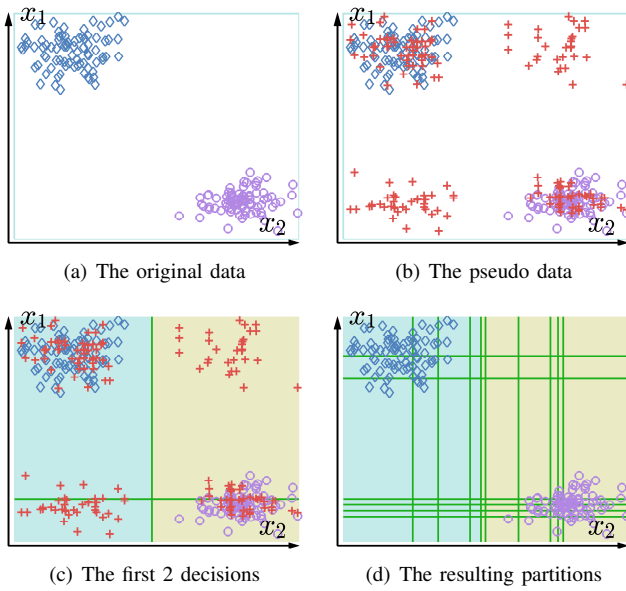 x1
x2
(a) The original data
x1
x2
(b) The pseudo data
x1
x2
(c) The first 2 decisions
x1
x2
(d) The resulting partitions